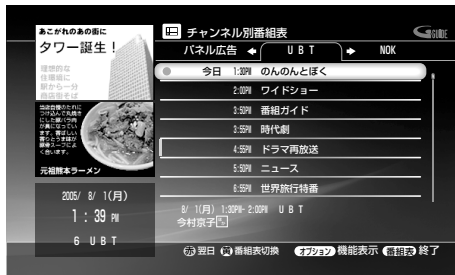 あこがれのあの街に
タワー誕生!
理想的な
住環境に
駅から一分
商店街そば
元祖熊本ラーメン
2005/ 8/ 1(月)
1:39 PM
6 UBT
チャンネル別番組表
GGUIDE
パネル広告 UBT NOK
今日 1:30PM のんのんとぼく
2:00PM ワイドショー
3:50PM 番組ガイド
3:55PM 時代劇
4:55PM ドラマ再放送
5:50PM ニュース
6:55PM 世界旅行特番
8/ 1(月) 1:30PM- 2:00PM UBT
今村京子
赤 翌日 黄 番組表切換 オプション 機能表示 番組表 終了